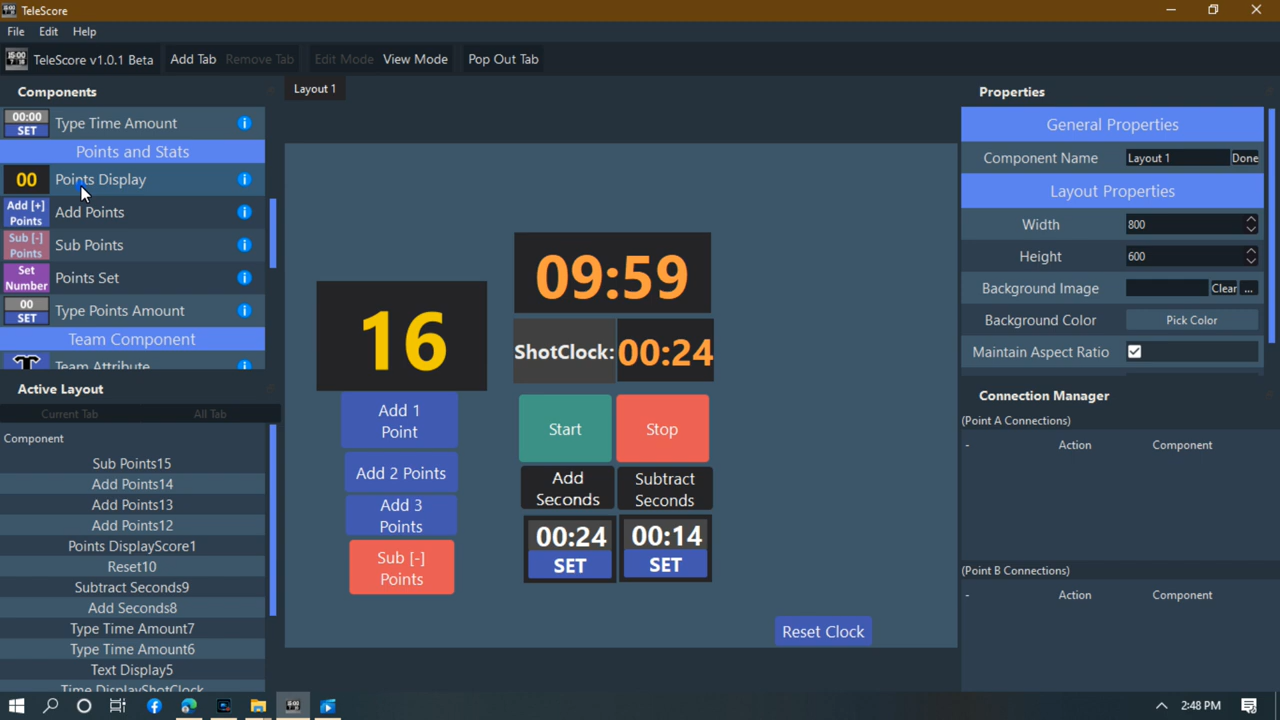 TeleScore
File Edit Help
TeleScore v1.0.1 Beta Add Tab Remove Tab Edit Mode View Mode Pop Out Tab
Components
00:00
SET
Type Time Amount
Points and Stats
00
Points Display
Add [+]
Points
Add Points
Sub [-]
Points
Sub Points
Set
Number
Points Set
00
SET
Type Points Amount
Team Component
Team Attribute
Active Layout
Current Tab All Tab
Component
Sub Points15
Add Points14
Add Points13
Add Points12
Points DisplayScore1
Reset10
Subtract Seconds9
Add Seconds8
Type Time Amount7
Type Time Amount6
Text Display5
Time DisplayShotClock
Layout 1
09:59
16
ShotClock: 00:24
Add 1
Point
Add 2 Points
Add 3
Points
Sub [-]
Points
Start
Stop
Add
Seconds
Subtract
Seconds
00:24
SET
00:14
SET
Reset Clock
Properties
General Properties
Component Name Layout 1 Done
Layout Properties
Width 800
Height 600
Background Image Clear ...
Background Color Pick Color
Maintain Aspect Ratio
Connection Manager
(Point A Connections)
- Action Component
(Point B Connections)
- Action Component
2:48 PM